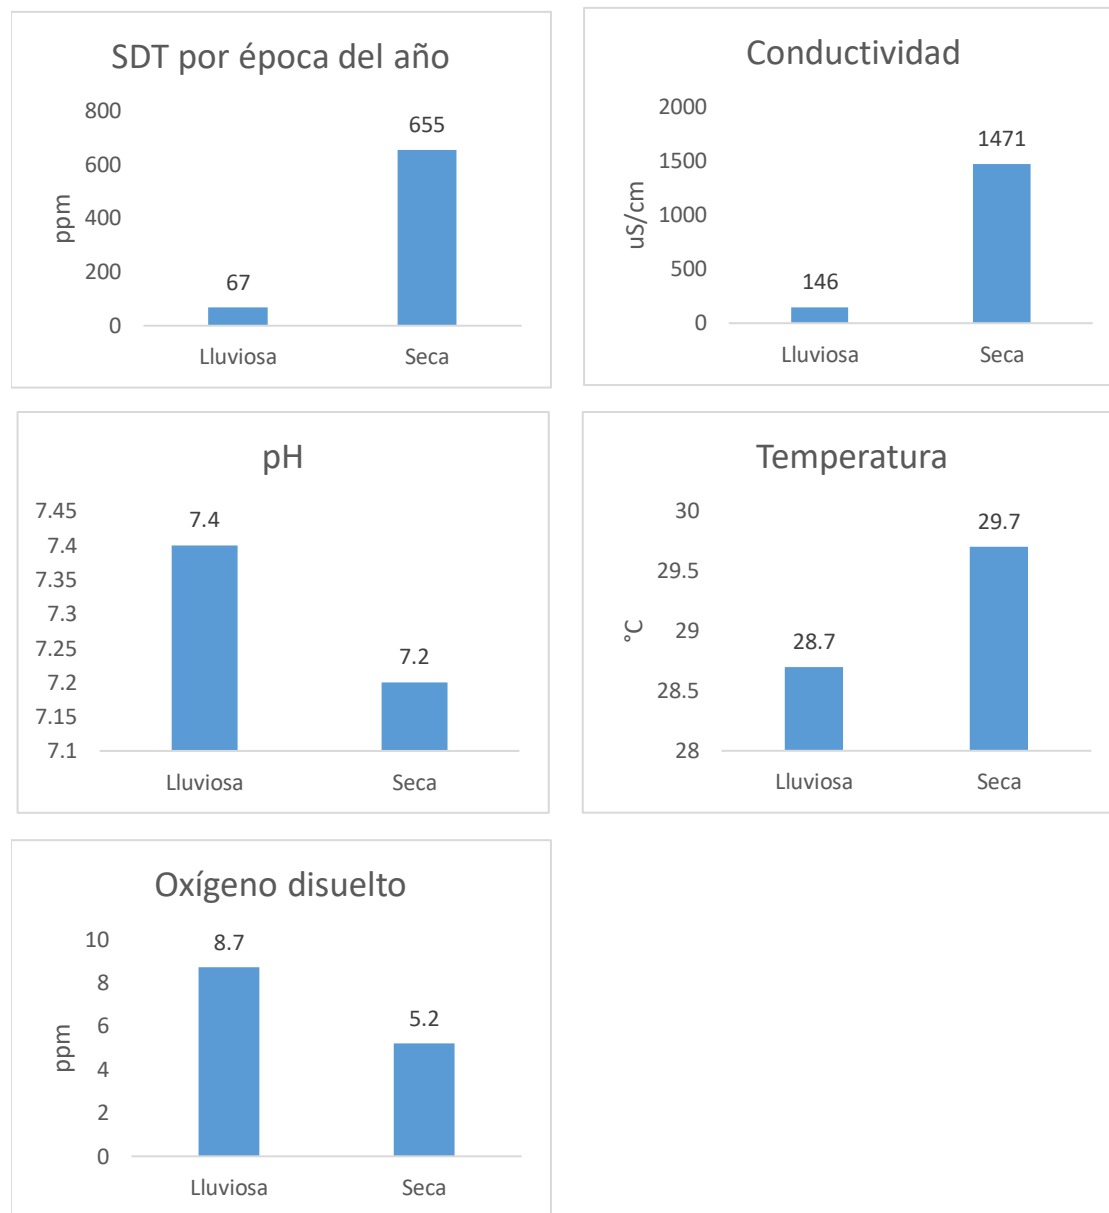 SDT por época del año
800
600
400
200
0
ppm
67
655
Lluviosa
Seca
Conductividad
2000
1500
1000
500
0
uS/cm
146
1471
Lluviosa
Seca
pH
7.45
7.4
7.35
7.3
7.25
7.2
7.15
7.1
7.4
7.2
Lluviosa
Seca
Temperatura
30
29.5
29
28.5
28
°C
28.7
29.7
Lluviosa
Seca
Oxígeno disuelto
10
8
6
4
2
0
ppm
8.7
5.2
Lluviosa
Seca